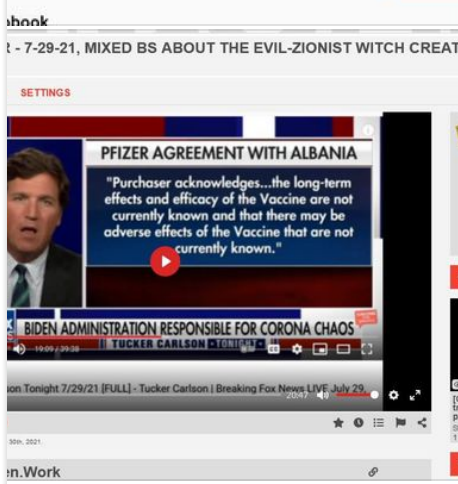 book
- 7-29-21, MIXED BS ABOUT THE EVIL-ZIONIST WITCH CREAT
SETTINGS
PFIZER AGREEMENT WITH ALBANIA
"Purchaser acknowledges...the long-term
effects and efficacy of the Vaccine are not
currently known and that there may be
adverse effects of the Vaccine that are not
currently known."
BIDEN ADMINISTRATION RESPONSIBLE FOR CORONA CHAOS
TUCKER CARLSON TONIGHT
19:09 / 39:38
on Tonight 7/29/21 [FULL] - Tucker Carlson | Breaking Fox News LIVE July 29,
20:47
30th, 2021.
en.Work